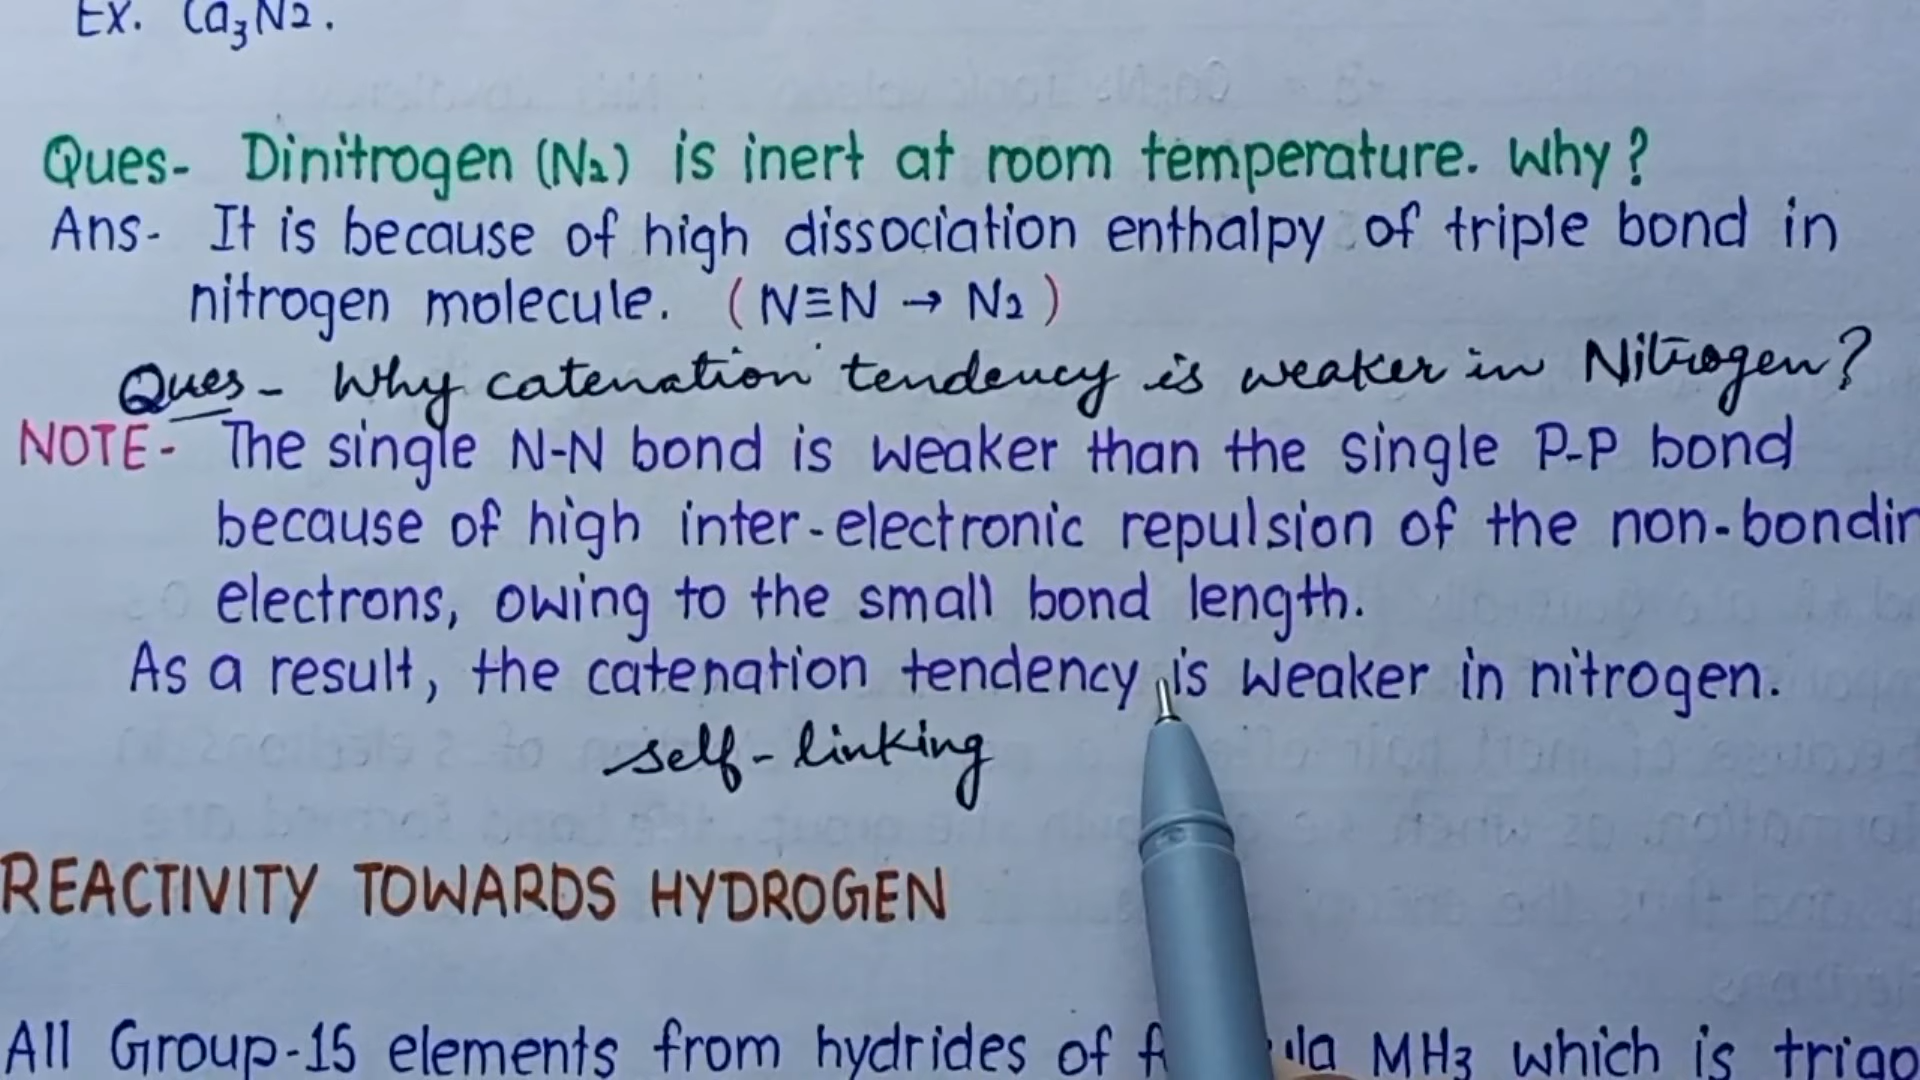 Ex. Ca₃N₂.
Ques- Dinitrogen (N₂) is inert at room temperature. Why?
Ans- It is because of high dissociation enthalpy of triple bond in
nitrogen molecule. (N≡N → N₂)
Ques- Why catenation tendency is weaker in Nitrogen?
NOTE- The single N-N bond is weaker than the single P-P bond
because of high inter-electronic repulsion of the non-bondin
electrons, owing to the small bond length.
As a result, the catenation tendency is weaker in nitrogen.
self-linking
REACTIVITY TOWARDS HYDROGEN
All Group-15 elements from hydrides of MH₃ which is trigo